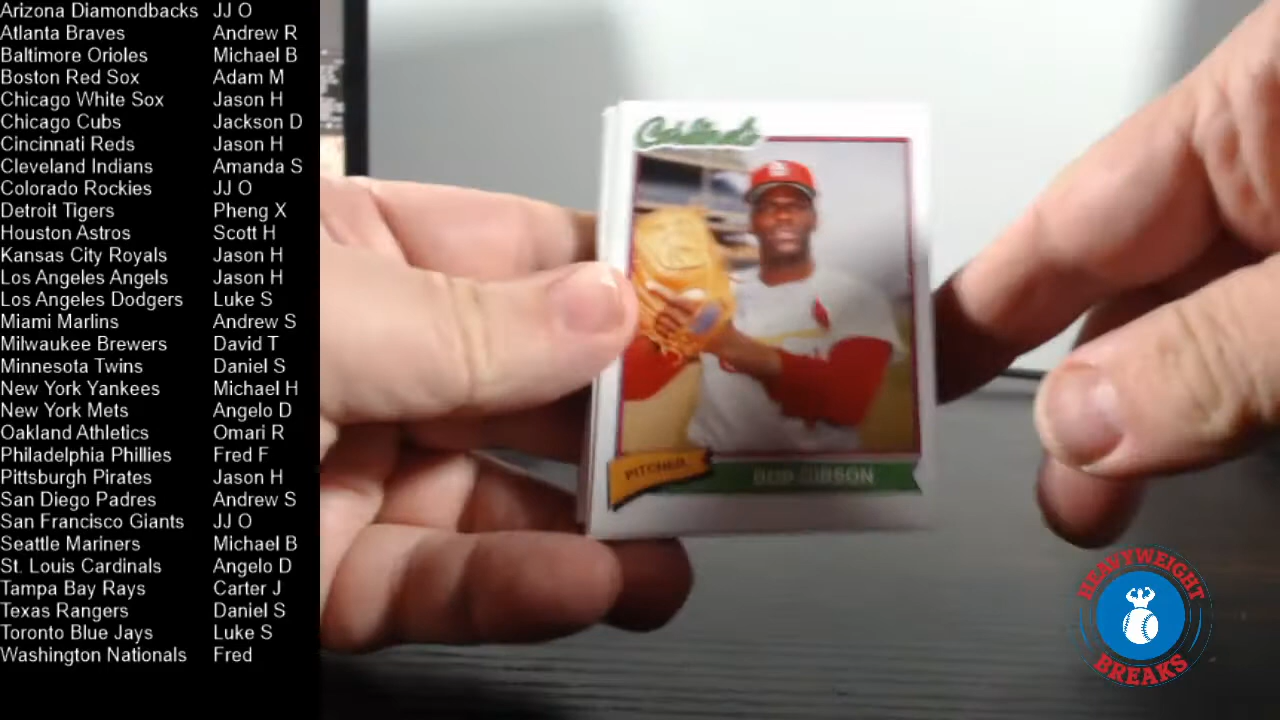 Arizona Diamondbacks JJ O
Atlanta Braves Andrew R
Baltimore Orioles Michael B
Boston Red Sox Adam M
Chicago White Sox Jason H
Chicago Cubs Jackson D
Cincinnati Reds Jason H
Cleveland Indians Amanda S
Colorado Rockies JJ O
Detroit Tigers Pheng X
Houston Astros Scott H
Kansas City Royals Jason H
Los Angeles Angels Jason H
Los Angeles Dodgers Luke S
Miami Marlins Andrew S
Milwaukee Brewers David T
Minnesota Twins Daniel S
New York Yankees Michael H
New York Mets Angelo D
Oakland Athletics Omari R
Philadelphia Phillies Fred F
Pittsburgh Pirates Jason H
San Diego Padres Andrew S
San Francisco Giants JJ O
Seattle Mariners Michael B
St. Louis Cardinals Angelo D
Tampa Bay Rays Carter J
Texas Rangers Daniel S
Toronto Blue Jays Luke S
Washington Nationals Fred
Cardinals
PITCHER
BOB GIBSON
HEAVYWEIGHT
BREAKS